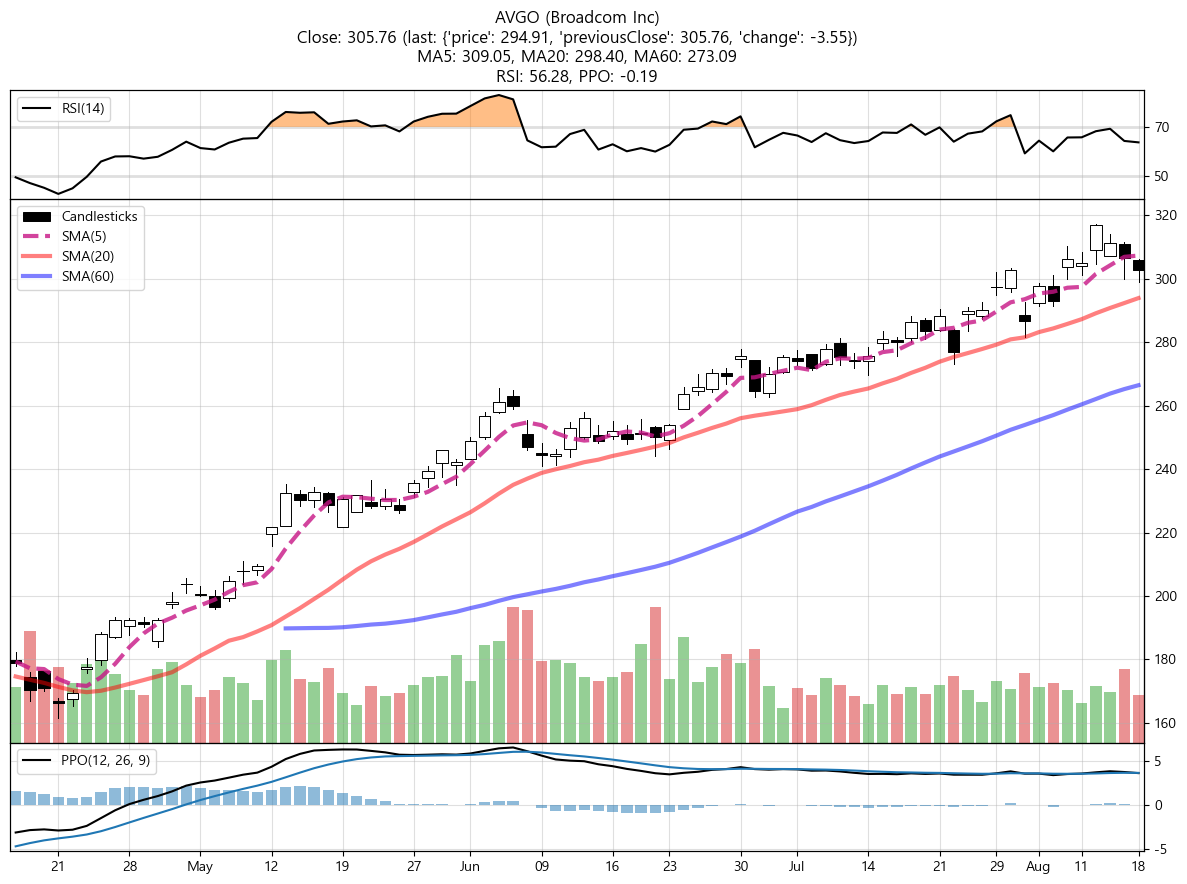 AVGO (Broadcom Inc)
Close: 305.76 (last: {'price': 294.91, 'previousClose': 305.76, 'change': -3.55})
MA5: 309.05, MA20: 298.40, MA60: 273.09
RSI: 56.28, PPO: -0.19
RSI(14)
70
50
Candlesticks
SMA(5)
SMA(20)
SMA(60)
320
300
280
260
240
220
200
180
160
PPO(12, 26, 9)
5
0
-5
21 28 May 12 19 27 Jun 09 16 23 30 Jul 14 21 29 Aug 11 18